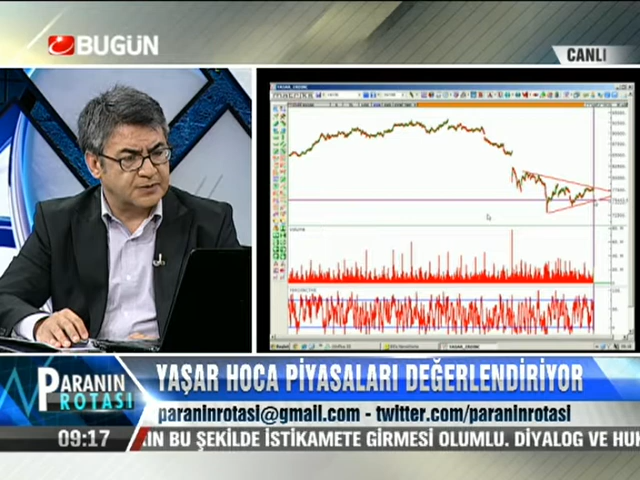 BUGÜN
CANLI
YAŞAR HOCA PİYASALARI DEĞERLENDİRİYOR
PARANIN
ROTASI
paraninrotasi@gmail.com - twitter.com/paraninrotasi
09:17
IN BU ŞEKİLDE İSTİKAMETE GİRMESİ OLUMLU. DİYALOG VE HUK